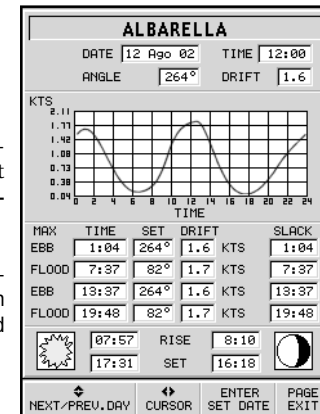 ALBARELLA
DATE 12 Ago 02 TIME 12:00
ANGLE 264° DRIFT 1.6
KTS
2.11
1.77
1.42
1.08
0.73
0.38
0.04
0 2 4 6 8 10 12 14 16 18 20 22 24
TIME
MAX TIME SET DRIFT SLACK
EBB 1:04 264° 1.6 KTS 1:04
FLOOD 7:37 82° 1.7 KTS 7:37
EBB 13:37 264° 1.6 KTS 13:37
FLOOD 19:48 82° 1.7 KTS 19:48
07:57 RISE 8:10
17:31 SET 16:18
NEXT/PREV.DAY CURSOR ENTER SET DATE PAGE EXIT